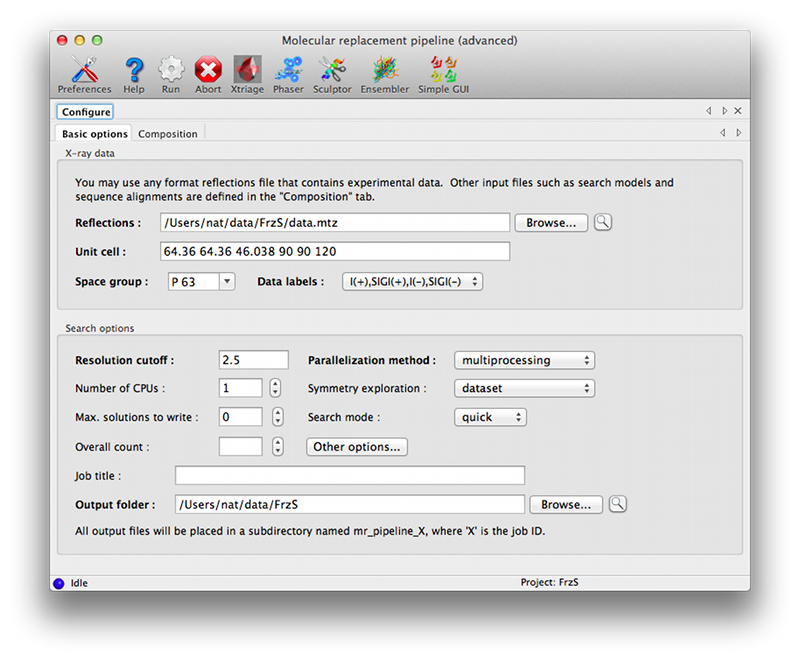 Molecular replacement pipeline (advanced)
Preferences Help Run Abort Xtriage Phaser Sculptor Ensembler Simple GUI
Configure
Basic options Composition
X-ray data
You may use any format reflections file that contains experimental data. Other input files such as search models and
sequence alignments are defined in the "Composition" tab.
Reflections : /Users/nat/data/FrzS/data.mtz Browse...
Unit cell : 64.36 64.36 46.038 90 90 120
Space group : P 63 Data labels : I(+),SIGI(+),I(-),SIGI(-)
Search options
Resolution cutoff : 2.5 Parallelization method : multiprocessing
Number of CPUs : 1 Symmetry exploration : dataset
Max. solutions to write : 0 Search mode : quick
Overall count : Other options...
Job title :
Output folder : /Users/nat/data/FrzS Browse...
All output files will be placed in a subdirectory named mr_pipeline_X, where 'X' is the job ID.
Idle Project: FrzS